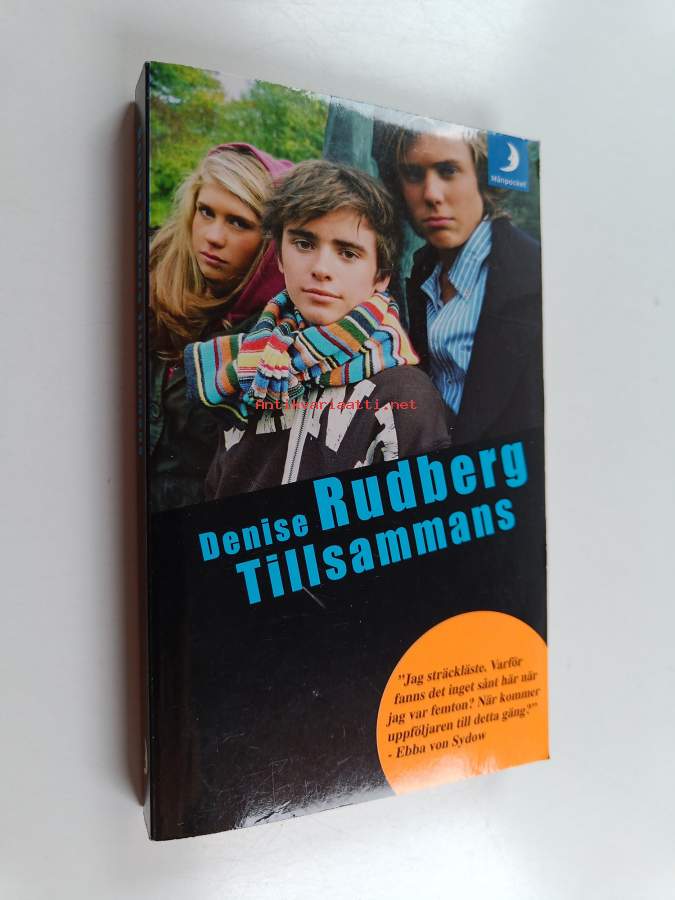 Månpocket
Antikvariaatti.net
Denise Rudberg
Tillsammans
"Jag sträckläste. Varför
fanns det inget sånt här när
jag var femton? När kommer
uppföljaren till detta gäng?"
- Ebba von Sydow